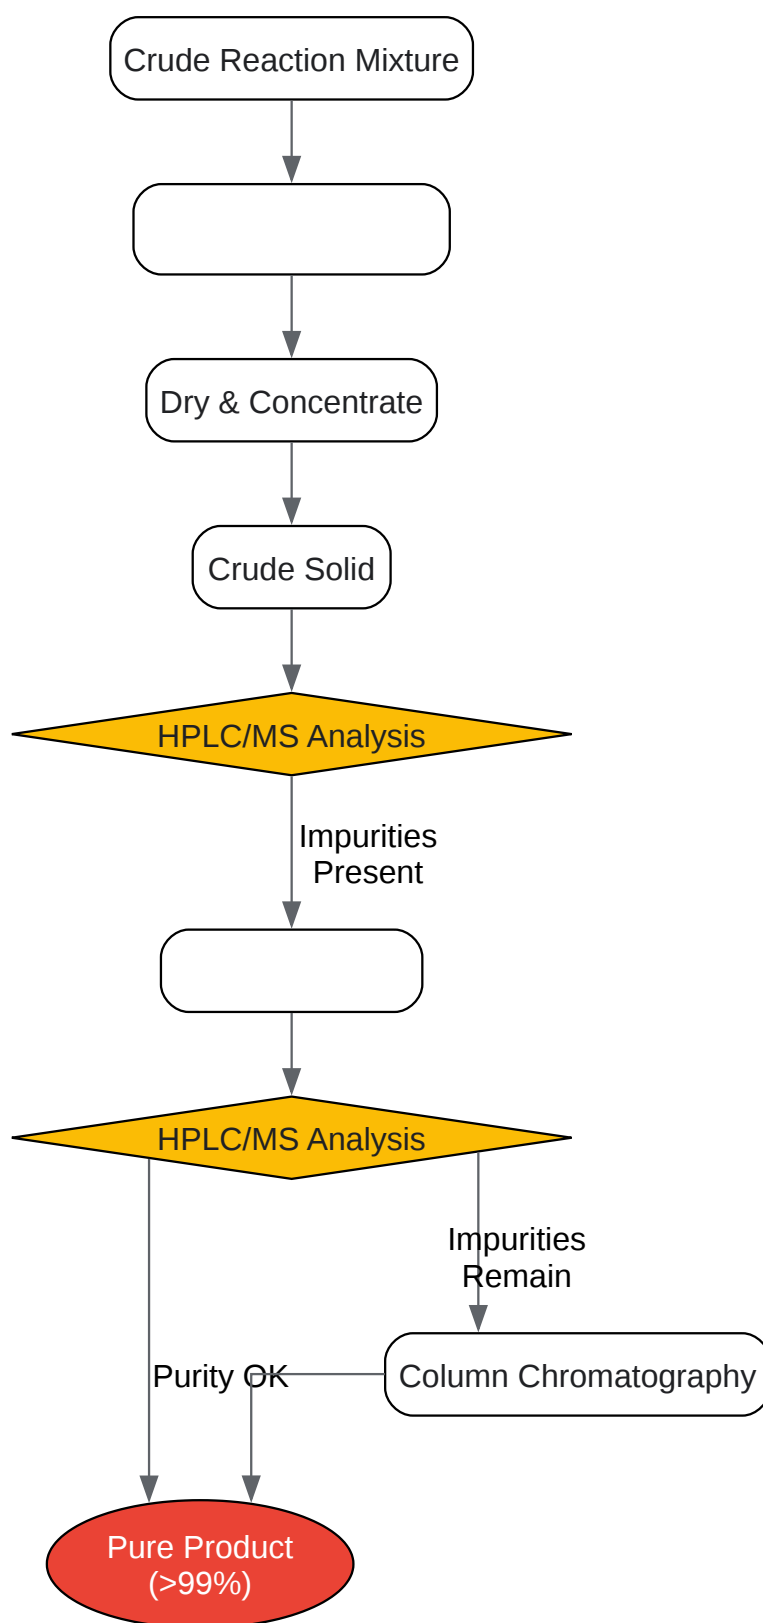 Crude Reaction Mixture
Dry & Concentrate
Crude Solid
HPLC/MS Analysis
Impurities
Present
HPLC/MS Analysis
Impurities
Remain
Purity OK
Column Chromatography
Pure Product
(>99%)